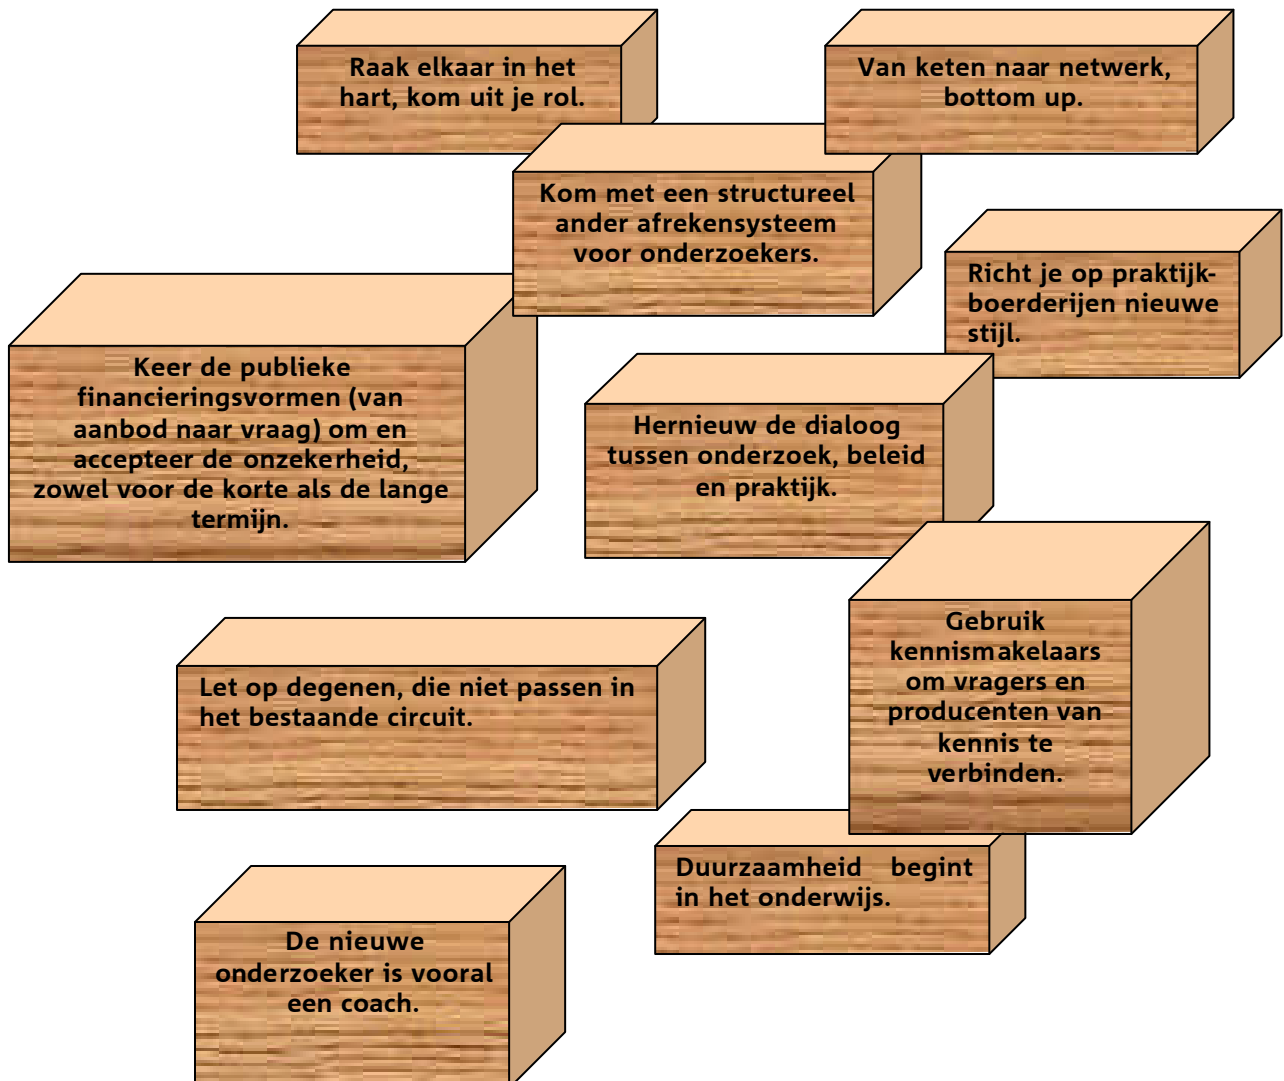 Raak elkaar in het
hart, kom uit je rol.
Van keten naar netwerk,
bottom up.
Kom met een structureel
ander afrekensysteem
voor onderzoekers.
Richt je op praktijk-
boerderijen nieuwe
stijl.
Keer de publieke
financieringsvormen (van
aanbod naar vraag) om en
accepteer de onzekerheid,
zowel voor de korte als de lange
termijn.
Hernieuw de dialoog
tussen onderzoek, beleid
en praktijk.
Gebruik
kennismakelaars
om vragers en
producenten van
kennis te
verbinden.
Let op degenen, die niet passen in
het bestaande circuit.
Duurzaamheid begint
in het onderwijs.
De nieuwe
onderzoeker is vooral
een coach.